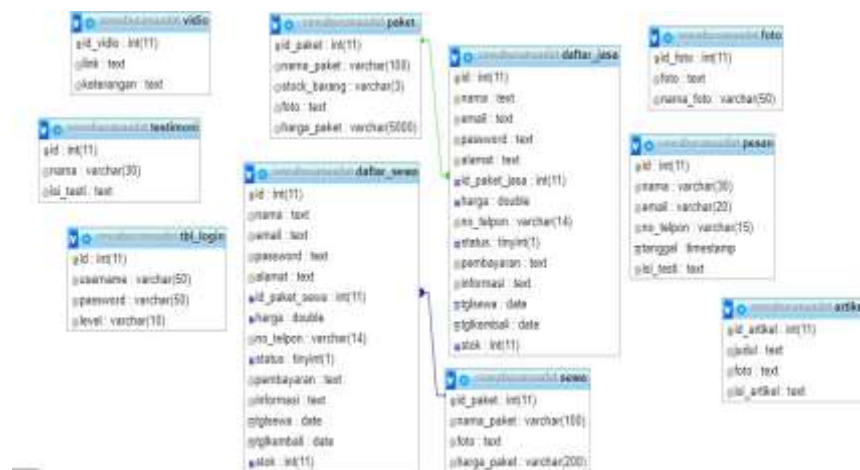 vidio
id_vidio : int(11)
link : text
keterangan : text
testimoni
id : int(11)
nama : varchar(30)
isi_testi : text
tbl_login
id : int(11)
username : varchar(50)
password : varchar(50)
level : varchar(10)
paket
id_paket : int(11)
nama_paket : varchar(100)
stock_barang : varchar(3)
foto : text
harga_paket : varchar(5000)
daftar_sewa
id : int(11)
nama : text
email : text
password : text
alamat : text
id_paket_sewa : int(11)
harga : double
no_telpon : varchar(14)
status : tinyint(1)
pembayaran : text
informasi : text
tglsewa : date
tglkembali : date
stok : int(11)
daftar_jasa
id : int(11)
nama : text
email : text
password : text
alamat : text
id_paket_jasa : int(11)
harga : double
no_telpon : varchar(14)
status : tinyint(1)
pembayaran : text
informasi : text
tglsewa : date
tglkembali : date
stok : int(11)
sewa
id_paket : int(11)
nama_paket : varchar(100)
foto : text
harga_paket : varchar(200)
foto
id_foto : int(11)
foto : text
nama_foto : varchar(50)
pesan
id : int(11)
nama : varchar(30)
email : varchar(20)
no_telpon : varchar(15)
tanggal : timestamp
isi_testi : text
artikel
id_artikel : int(11)
judul : text
foto : text
isi_artikel : text